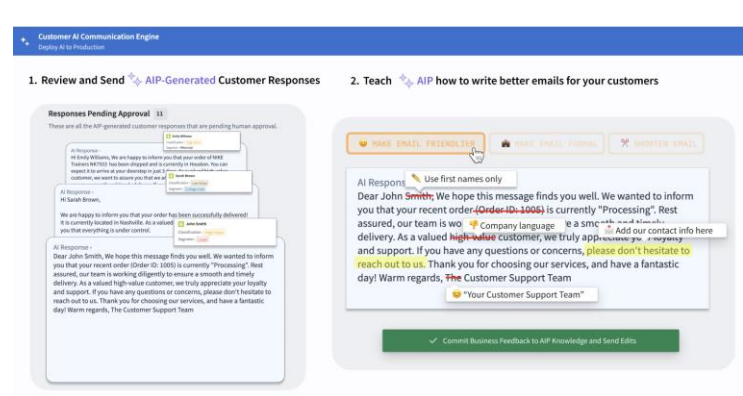 Customer AI Communication Engine
Deploy AI to Production
1. Review and Send AIP-Generated Customer Responses
2. Teach AIP how to write better emails for your customers
Responses Pending Approval 11
These are all the AIP-generated customer responses that are pending human approval.
Emily Williams
AI Response -
Hi Emily Williams, We are happy to inform you that your order of NIKE
Trainers NKT023 has been shipped and is currently in Houston. You can
expect it to arrive at your doorstep in just
customer, we want to assure you that we
Sarah Brown
AI Response -
Hi Sarah Brown,
We are happy to inform you that your order has been successfully delivered!
It is currently located in Nashville. As a valued
you that everything is under control.
John Smith
AI Response -
Dear John Smith, We hope this message finds you well. We wanted to inform
you that your recent order (Order ID: 1005) is currently "Processing". Rest
assured, our team is working diligently to ensure a smooth and timely
delivery. As a valued high-value customer, we truly appreciate your loyalty
and support. If you have any questions or concerns, please don't hesitate to
reach out to us. Thank you for choosing our services, and have a fantastic
day! Warm regards, The Customer Support Team
MAKE EMAIL FRIENDLIER
MAKE EMAIL FORMAL
SHORTEN EMAIL
AI Respons
Use first names only
Dear John Smith, We hope this message finds you well. We wanted to inform
you that your recent order (Order ID: 1005) is currently "Processing". Rest
assured, our team is wo
Company language
e a smooth and timely
Add our contact info here
delivery. As a valued high-value customer, we truly appreciate your loyalty
and support. If you have any questions or concerns, please don't hesitate to
reach out to us. Thank you for choosing our services, and have a fantastic
day! Warm regards, The Customer Support Team
"Your Customer Support Team"
Commit Business Feedback to AIP Knowledge and Send Edits